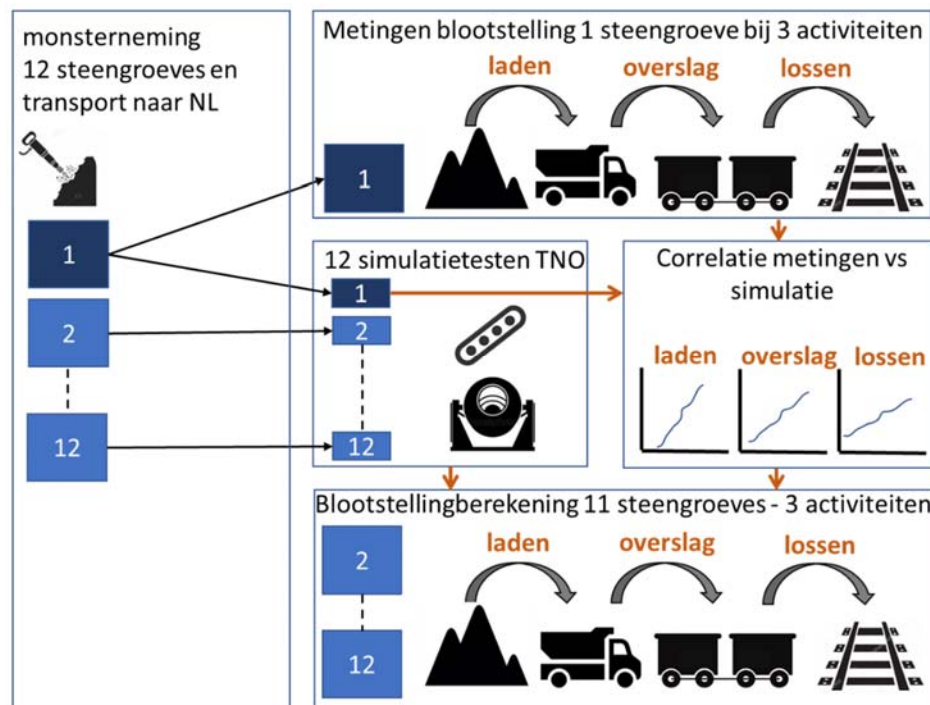 monsterneming
12 steengroeves en
transport naar NL
1
2
12
Metingen blootstelling 1 steengroeve bij 3 activiteiten
laden overslag lossen
1
12 simulatietesten TNO
1
2
12
Correlatie metingen vs
simulatie
laden overslag lossen
Blootstellingberekening 11 steengroeves - 3 activiteiten
laden overslag lossen
2
12